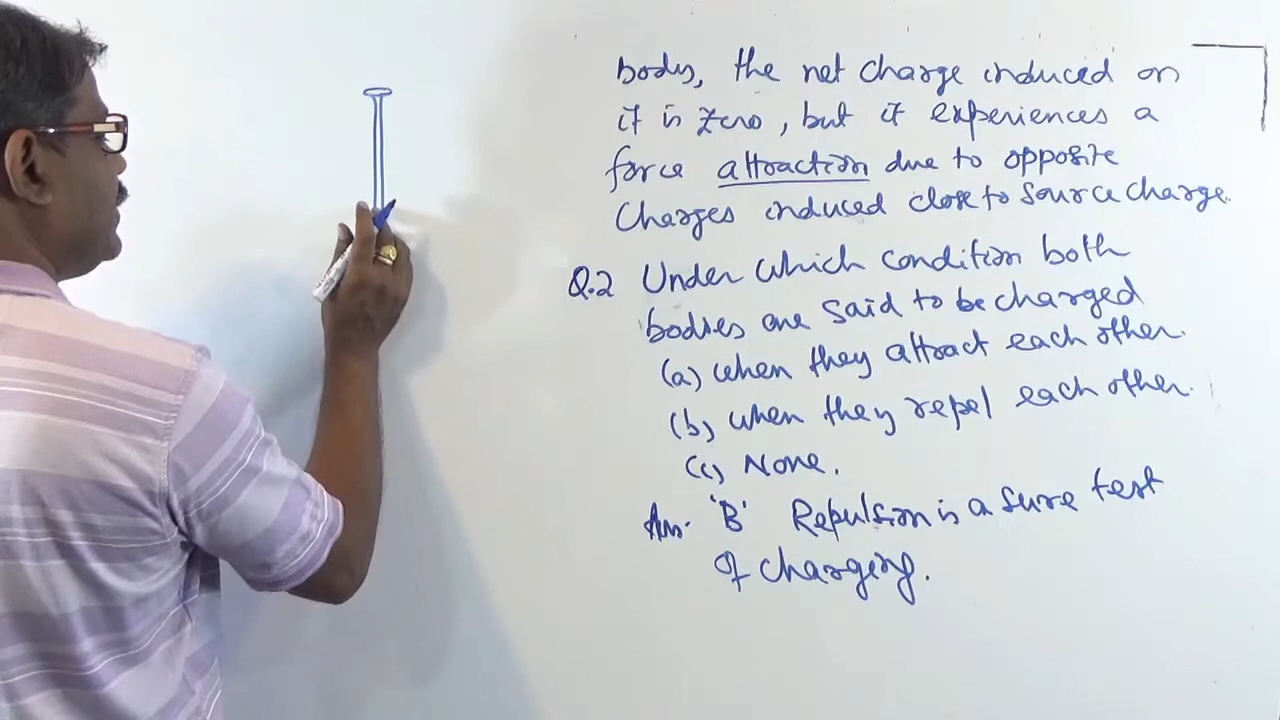 body, the net charge induced on
it is zero, but it experiences a
force attraction due to opposite
Charges induced close to source charge.
Q.2 Under which condition both
bodies are said to be charged
(a) when they attract each other.
(b) when they repel each other.
(c) None.
Ans. 'B' Repulsion is a sure test
of charging.